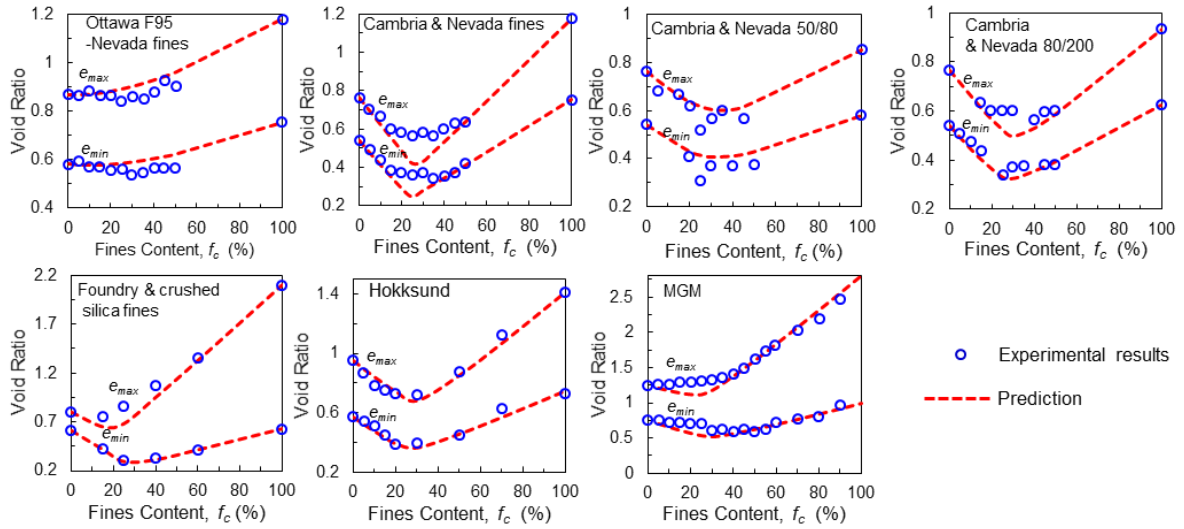 Ottawa F95
-Nevada fines
e_max
e_min
1.2
1
0.8
0.6
0.4
Void Ratio
0 20 40 60 80 100
Fines Content, f_c (%)
Cambria & Nevada fines
e_max
e_min
1.2
1
0.8
0.6
0.4
0.2
Void Ratio
0 20 40 60 80 100
Fines Content, f_c (%)
Cambria & Nevada 50/80
e_max
e_min
1
0.8
0.6
0.4
0.2
0
Void Ratio
0 20 40 60 80 100
Fines Content, f_c (%)
Cambria
& Nevada 80/200
e_max
e_min
1
0.8
0.6
0.4
0.2
Void Ratio
0 20 40 60 80 100
Fines Content, f_c (%)
Foundry & crushed
silica fines
e_max
e_min
2.2
1.7
1.2
0.7
0.2
Void Ratio
0 20 40 60 80 100
Fines Content, f_c (%)
Hokksund
e_max
e_min
1.4
1
0.6
0.2
Void Ratio
0 20 40 60 80 100
Fines Content, f_c (%)
MGM
e_max
e_min
2.5
2
1.5
1
0.5
0
Void Ratio
0 20 40 60 80 100
Fines Content, f_c (%)
Experimental results
Prediction